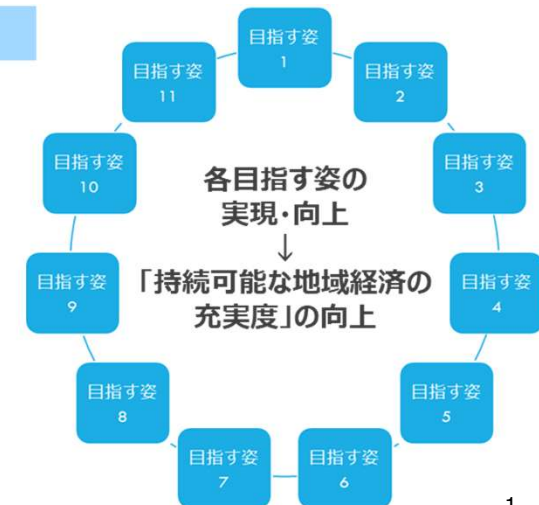 目指す姿
1
目指す姿
2
目指す姿
3
目指す姿
4
目指す姿
5
目指す姿
6
目指す姿
7
目指す姿
8
目指す姿
9
目指す姿
10
目指す姿
11
各目指す姿の
実現・向上
↓
「持続可能な地域経済の
充実度」の向上
1